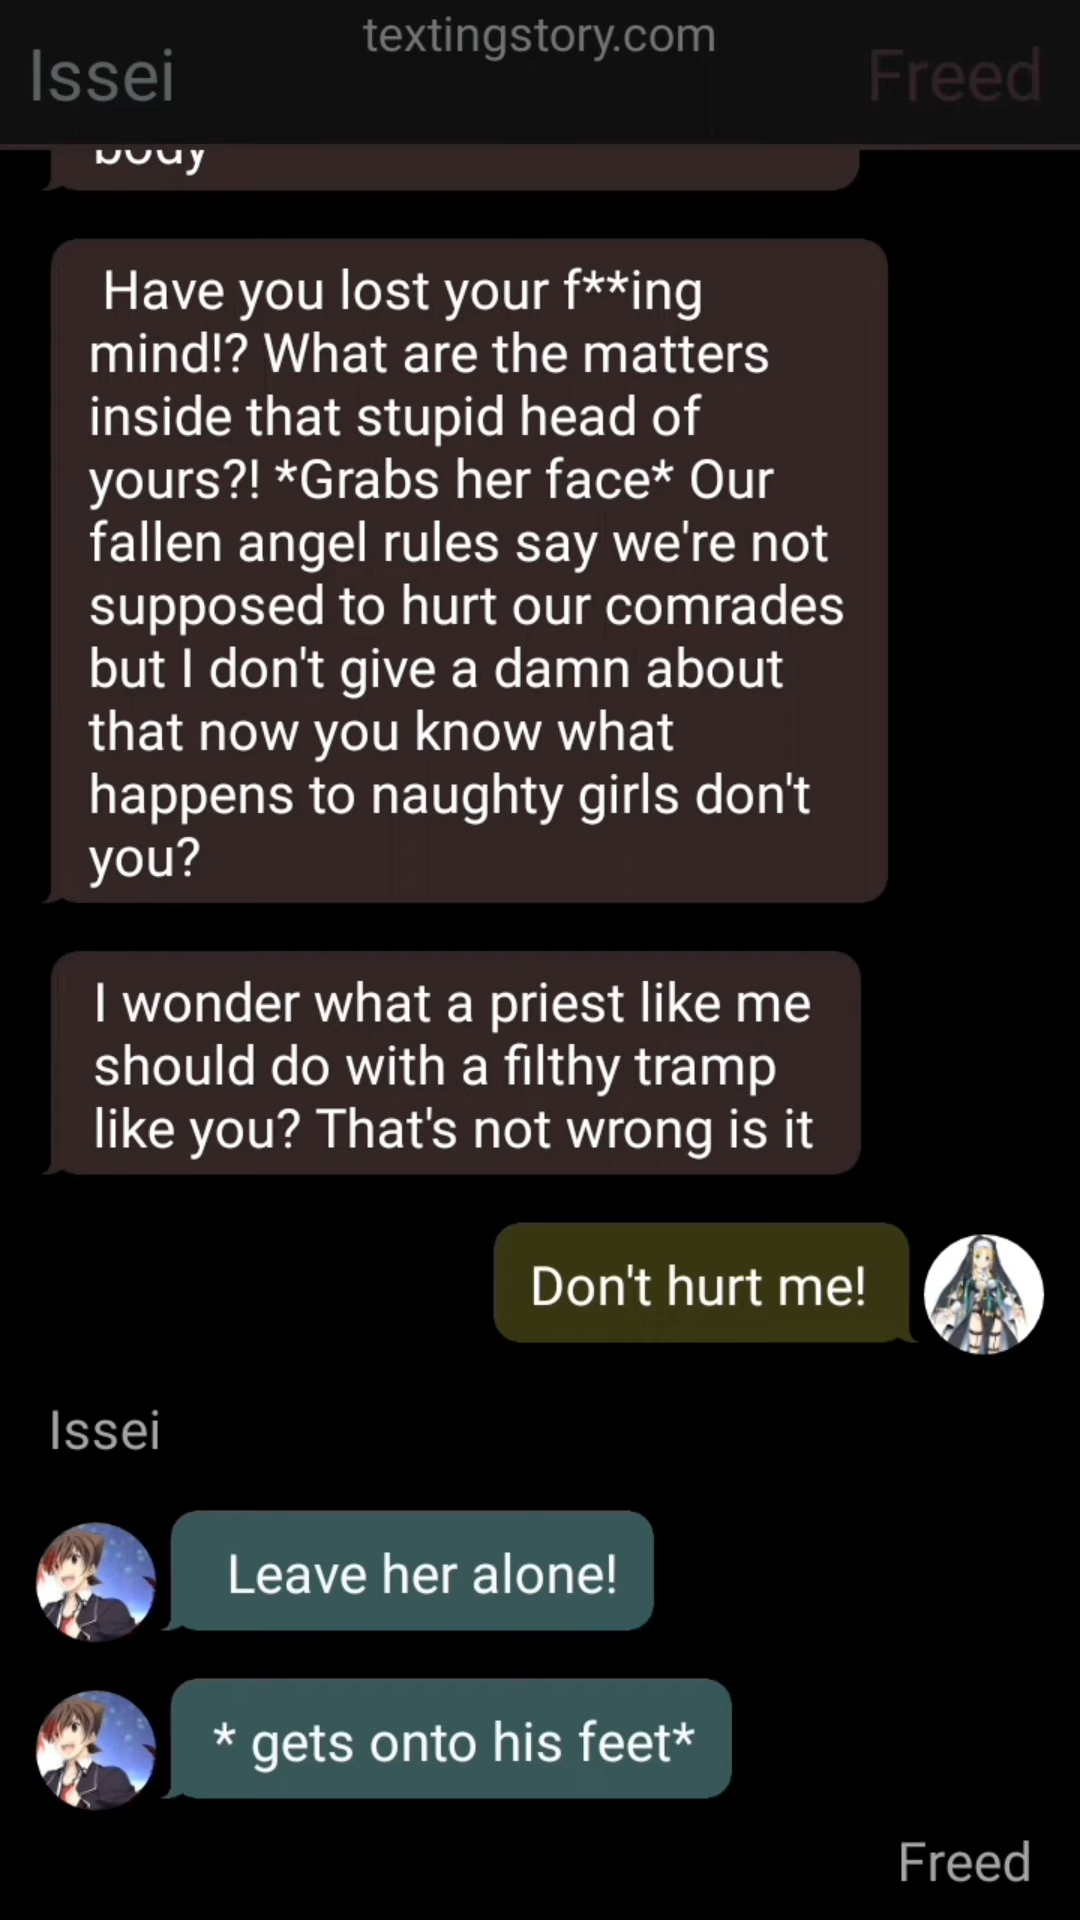 textingstory.com
Issei
Freed
body
Have you lost your f**ing
mind!? What are the matters
inside that stupid head of
yours?! *Grabs her face* Our
fallen angel rules say we're not
supposed to hurt our comrades
but I don't give a damn about
that now you know what
happens to naughty girls don't
you?
I wonder what a priest like me
should do with a filthy tramp
like you? That's not wrong is it
Don't hurt me!
Issei
Leave her alone!
* gets onto his feet*
Freed